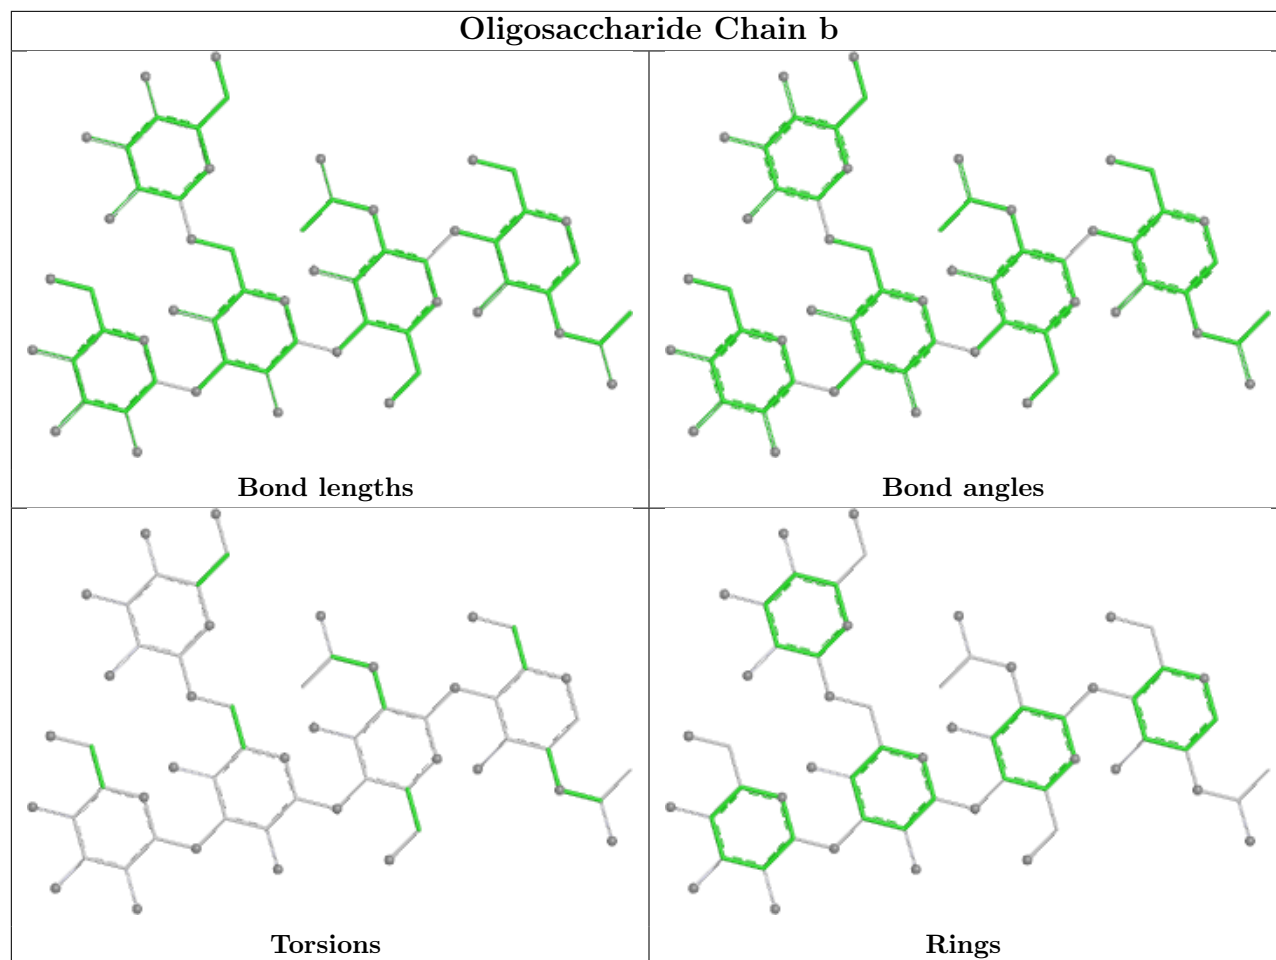 Oligosaccharide Chain b
Bond lengths
Bond angles
Torsions
Rings